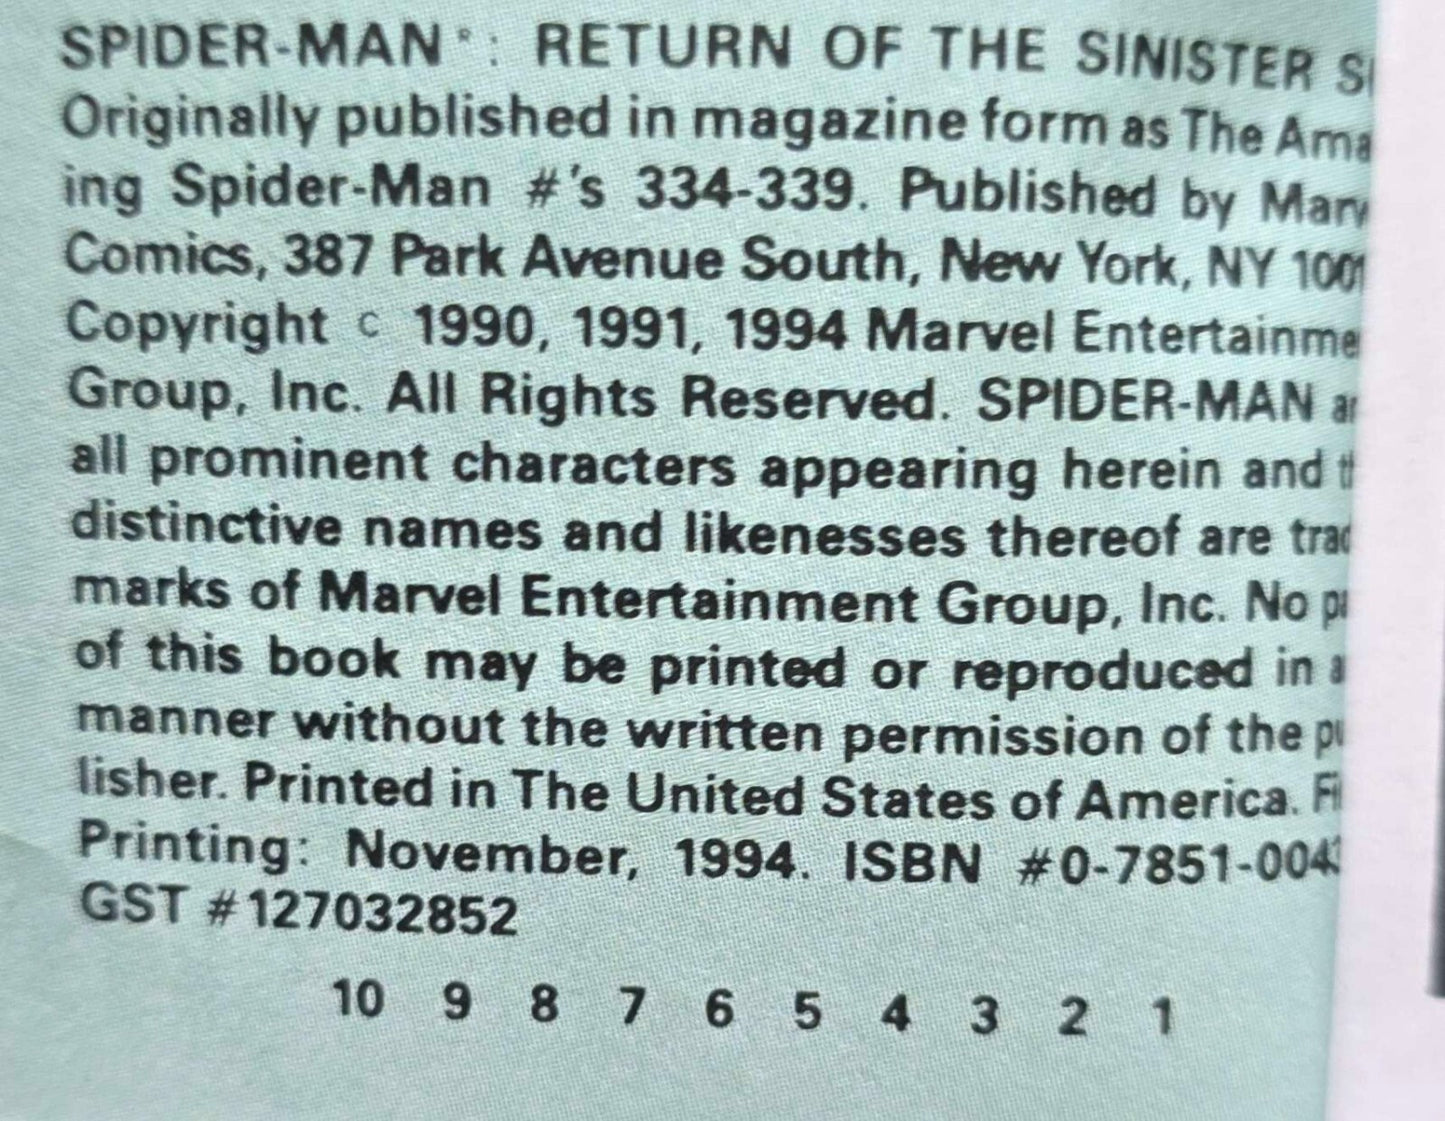 SPIDER-MAN®: RETURN OF THE SINISTER
Originally published in magazine form as The Ama
ing Spider-Man #'s 334-339. Published by Marv
Comics, 387 Park Avenue South, New York, NY 1001
Copyright c 1990, 1991, 1994 Marvel Entertainme
Group, Inc. All Rights Reserved. SPIDER-MAN
all prominent characters appearing herein and
distinctive names and likenesses thereof are trad
marks of Marvel Entertainment Group, Inc. No
of this book may be printed or reproduced in
manner without the written permission of the
lisher. Printed in The United States of America.
Printing: November, 1994. ISBN #0-7851-004
GST #127032852
10 9 8 7 6 5 4 3 2 1